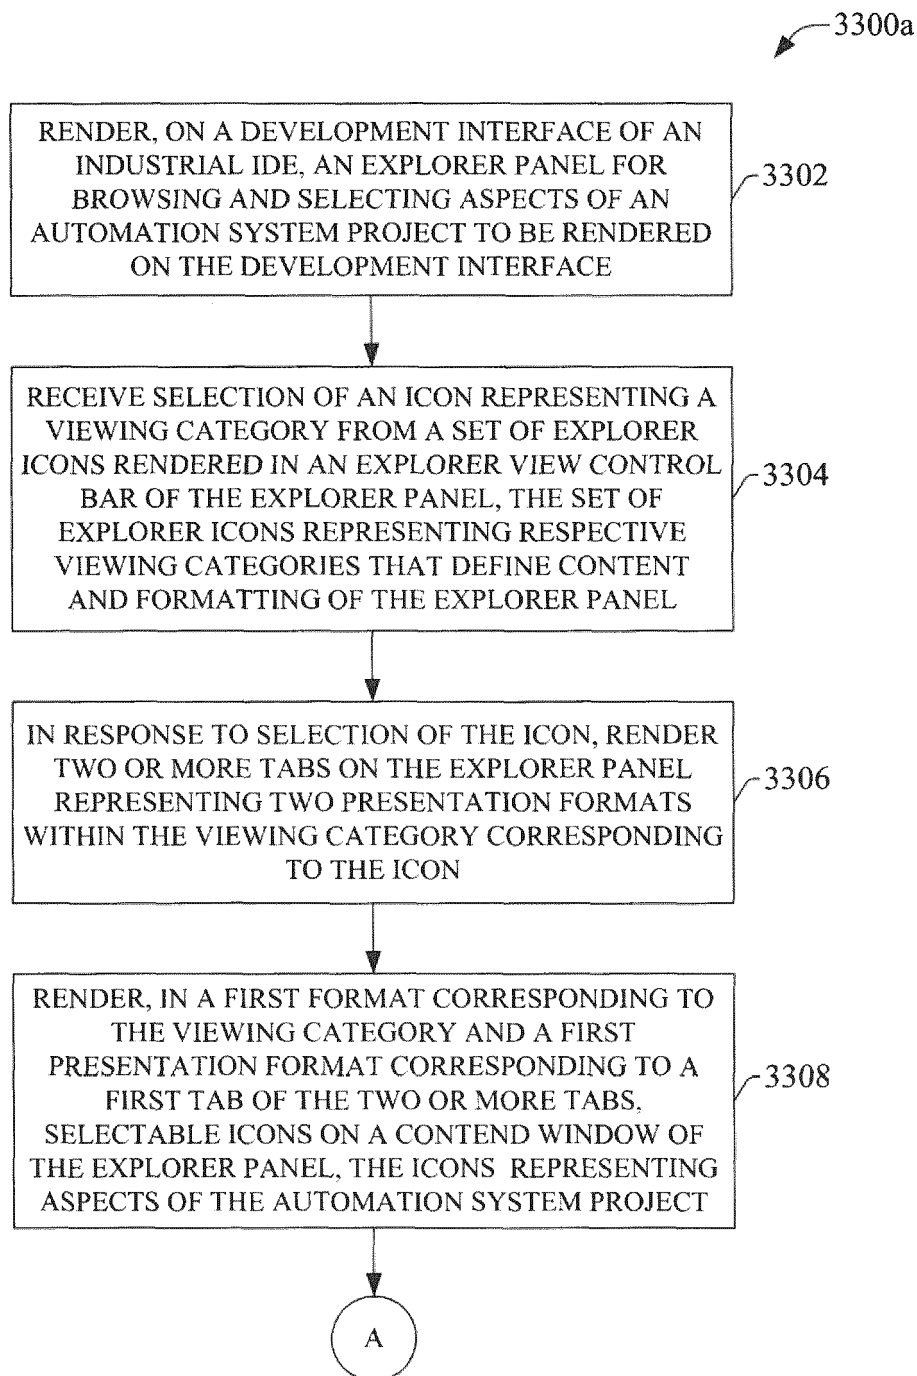 3300a
RENDER, ON A DEVELOPMENT INTERFACE OF AN
INDUSTRIAL IDE, AN EXPLORER PANEL FOR
BROWSING AND SELECTING ASPECTS OF AN
AUTOMATION SYSTEM PROJECT TO BE RENDERED
ON THE DEVELOPMENT INTERFACE
3302
RECEIVE SELECTION OF AN ICON REPRESENTING A
VIEWING CATEGORY FROM A SET OF EXPLORER
ICONS RENDERED IN AN EXPLORER VIEW CONTROL
BAR OF THE EXPLORER PANEL, THE SET OF
EXPLORER ICONS REPRESENTING RESPECTIVE
VIEWING CATEGORIES THAT DEFINE CONTENT
AND FORMATTING OF THE EXPLORER PANEL
3304
IN RESPONSE TO SELECTION OF THE ICON, RENDER
TWO OR MORE TABS ON THE EXPLORER PANEL
REPRESENTING TWO PRESENTATION FORMATS
WITHIN THE VIEWING CATEGORY CORRESPONDING
TO THE ICON
3306
RENDER, IN A FIRST FORMAT CORRESPONDING TO
THE VIEWING CATEGORY AND A FIRST
PRESENTATION FORMAT CORRESPONDING TO A
FIRST TAB OF THE TWO OR MORE TABS,
SELECTABLE ICONS ON A CONTEND WINDOW OF
THE EXPLORER PANEL, THE ICONS REPRESENTING
ASPECTS OF THE AUTOMATION SYSTEM PROJECT
3308
A